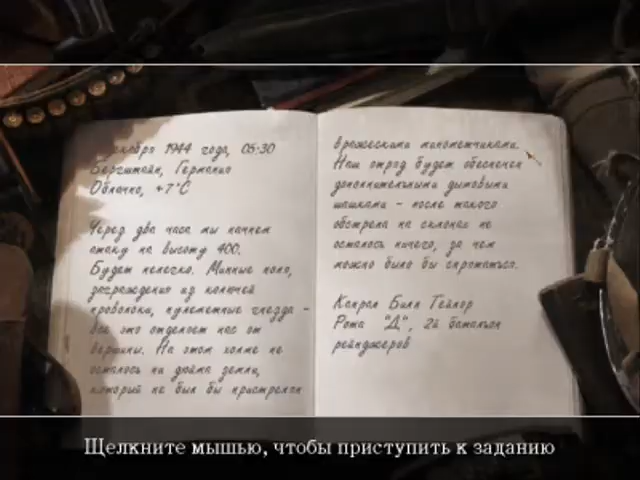 декабря 1944 года, 05:30
Бергштайн, Германия
Облачно, +7°C
Через два часа мы начнем
атаку на высоту 400.
Будет нелегко. Минные поля,
заграждения из колючей
проволоки, пулеметные гнезда -
все это отделяет нас от
вершины. На этом холме не
осталось ни дюйма земли,
который не был бы пристрелян
вражескими минометчиками.
Наш отряд будет обеспечен
дополнительными дымовыми
шашками - после такого
обстрела на склонах не
осталось ничего, за чем
можно было бы спрятаться.
Капрал Билл Тейлор
Рота "Д", 2й батальон
рейнджеров
Щелкните мышью, чтобы приступить к заданию